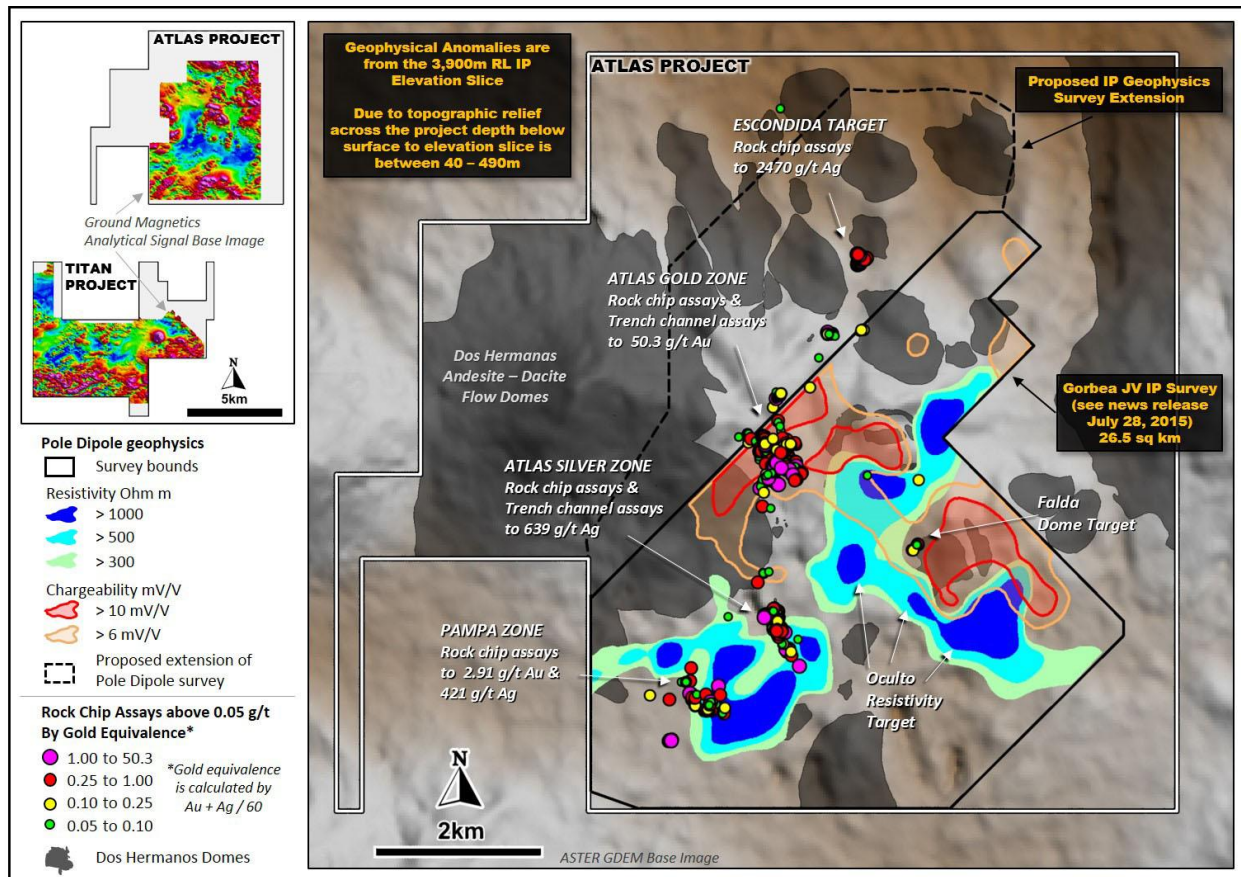 ATLAS PROJECT
Ground Magnetics
Analytical Signal Base Image
TITAN
PROJECT
N
5km
Pole Dipole geophysics
Survey bounds
Resistivity Ohm m
> 1000
> 500
> 300
Chargeability mV/V
> 10 mV/V
> 6 mV/V
Proposed extension of
Pole Dipole survey
Rock Chip Assays above 0.05 g/t
By Gold Equivalence*
1.00 to 50.3
0.25 to 1.00
0.10 to 0.25
0.05 to 0.10
*Gold equivalence
is calculated by
Au + Ag / 60
Dos Hermanos Domes
Geophysical Anomalies are
from the 3,900m RL IP
Elevation Slice
Due to topographic relief
across the project depth below
surface to elevation slice is
between 40 – 490m
ATLAS PROJECT
Proposed IP Geophysics
Survey Extension
ESCONDIDA TARGET
Rock chip assays
to 2470 g/t Ag
ATLAS GOLD ZONE
Rock chip assays &
Trench channel assays
to 50.3 g/t Au
Dos Hermanas
Andesite – Dacite
Flow Domes
Gorbea JV IP Survey
(see news release
July 28, 2015)
26.5 sq km
ATLAS SILVER ZONE
Rock chip assays &
Trench channel assays
to 639 g/t Ag
Falda
Dome Target
PAMPA ZONE
Rock chip assays
to 2.91 g/t Au &
421 g/t Ag
Oculto
Resistivity
Target
N
2km
ASTER GDEM Base Image